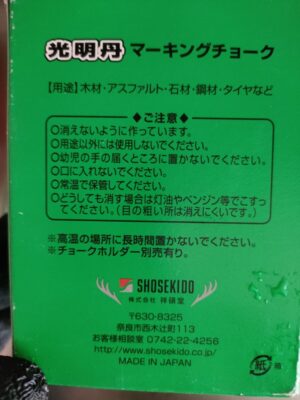 光明丹 マーキングチョーク
【用途】木材・アスファルト・石材・鋼材・タイヤなど
◆ご注意◆
○消えないように作っています。
○用途以外には使用しないでください。
○幼児の手の届くところに置かないでください。
○口に入れないでください。
○常温で保管してください。
○どうしても消す場合は灯油やベンジン等でこすっ
てください。（目の粗い所は消えにくいです。）
※高温の場所に長時間置かないでください。
※チョークホルダー別売有り。
SHOSEKIDO
株式会社 祥碩堂
〒630-8325
奈良市西木辻町113
お客様相談室 0742-22-4256
http://www.shosekido.co.jp/
MADE IN JAPAN
紙 箱